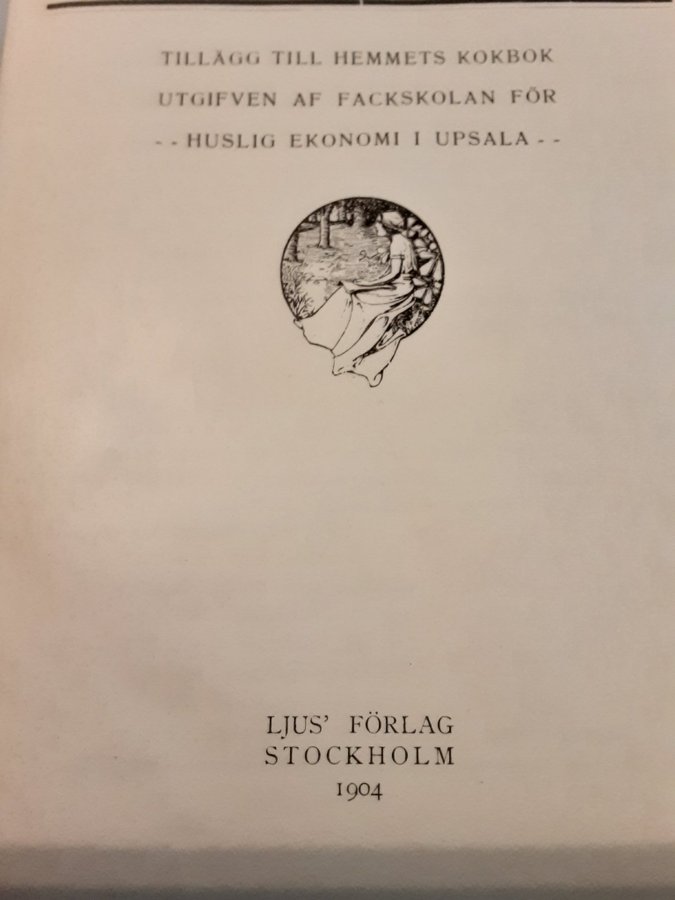 TILLÄGG TILL HEMMETS KOKBOK
UTGIFVEN AF FACKSKOLAN FÖR
- - HUSLIG EKONOMI I UPSALA - -
LJUS' FÖRLAG
STOCKHOLM
1904